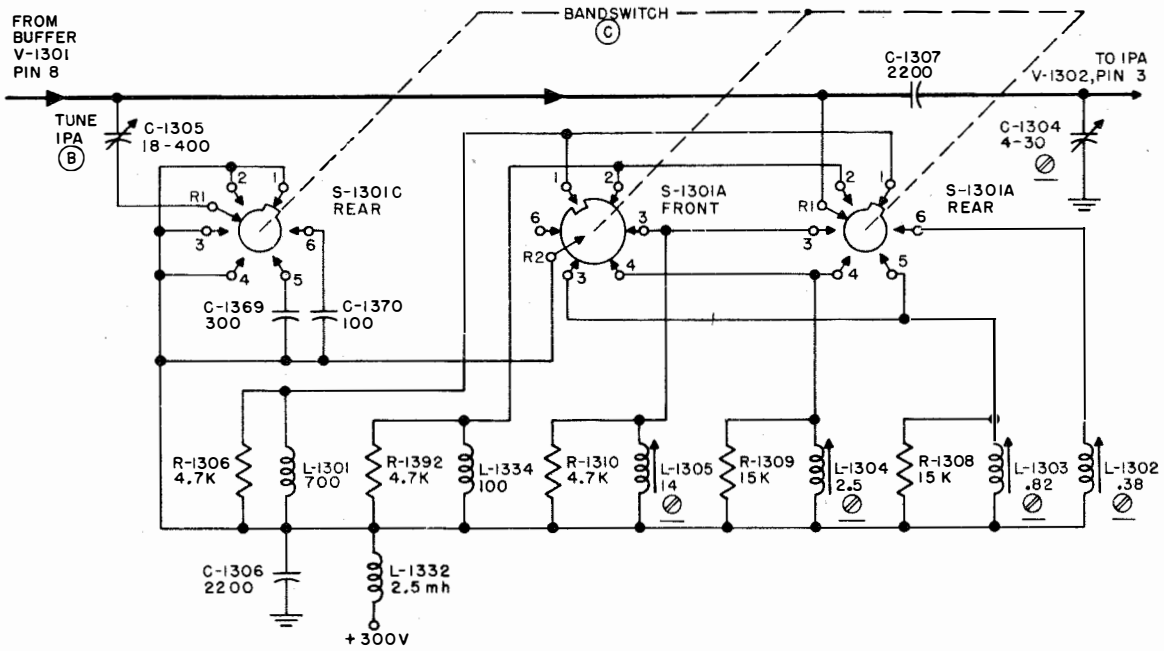 FROM
BUFFER
V-1301
PIN 8
BANDSWITCH
C
C-1307
2200
TO IPA
V-1302, PIN 3
TUNE
IPA
B
C-1305
18-400
C-1304
4-30
2
1
S-1301C
REAR
R1
3
6
4
5
1
2
S-1301A
FRONT
6
3
R2
3
4
2
1
S-1301A
REAR
R1
3
6
4
5
C-1369
300
C-1370
100
R-1306
4.7K
L-1301
700
R-1392
4.7K
L-1334
100
R-1310
4.7K
L-1305
14
R-1309
15K
L-1304
2.5
R-1308
15K
L-1303
.82
L-1302
.38
C-1306
2200
L-1332
2.5mh
+300V